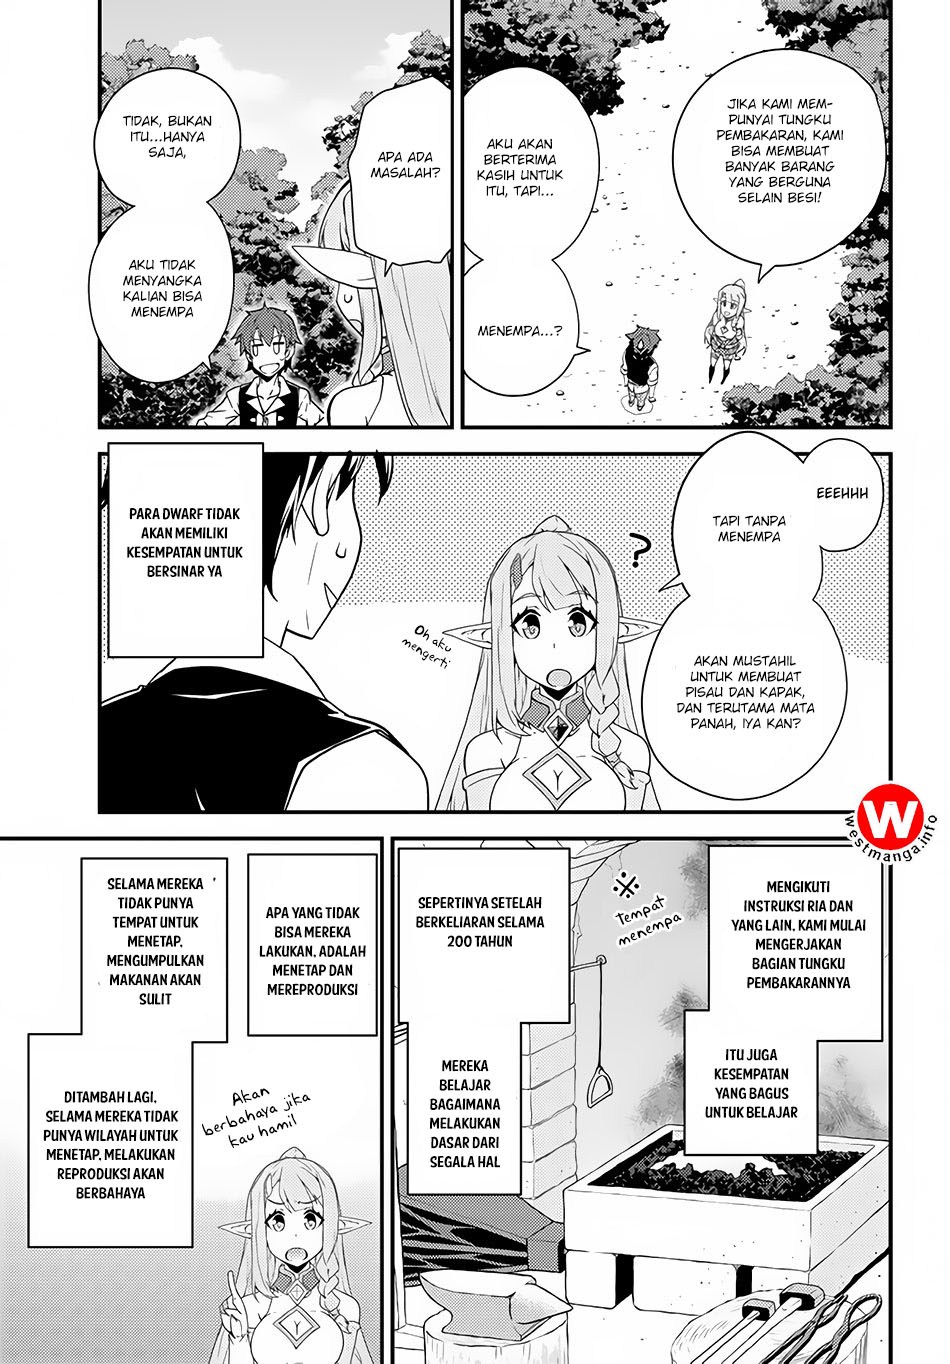 JIKA KAMI MEM-
PUNYAI TUNGKU
PEMBAKARAN, KAMI
BISA MEMBUAT
BANYAK BARANG
YANG BERGUNA
SELAIN BESI!
AKU AKAN
BERTERIMA
KASIH UNTUK
ITU, TAPI...
MENEMPA...?
APA ADA
MASALAH?
TIDAK, BUKAN
ITU...HANYA
SAJA,
AKU TIDAK
MENYANGKA
KALIAN BISA
MENEMPA
EEEHHH
TAPI TANPA
MENEMPA
AKAN MUSTAHIL
UNTUK MEMBUAT
PISAU DAN KAPAK,
DAN TERUTAMA MATA
PANAH, IYA KAN?
?
Oh aku
mengerti
PARA DWARF TIDAK
AKAN MEMILIKI
KESEMPATAN UNTUK
BERSINAR YA
W
westmanga.info
MENGIKUTI
INSTRUKSI RIA DAN
YANG LAIN, KAMI MULAI
MENGERJAKAN
BAGIAN TUNGKU
PEMBAKARANNYA
ITU JUGA
KESEMPATAN
YANG BAGUS
UNTUK BELAJAR
※
Tempat
menempa
SEPERTINYA SETELAH
BERKELIARAN SELAMA
200 TAHUN
MEREKA
BELAJAR
BAGAIMANA
MELAKUKAN
DASAR DARI
SEGALA HAL
APA YANG TIDAK
BISA MEREKA
LAKUKAN, ADALAH
MENETAP DAN
MEREPRODUKSI
SELAMA MEREKA
TIDAK PUNYA
TEMPAT UNTUK
MENETAP,
MENGUMPULKAN
MAKANAN AKAN
SULIT
DITAMBAH LAGI,
SELAMA MEREKA TIDAK
PUNYA WILAYAH UNTUK
MENETAP, MELAKUKAN
REPRODUKSI AKAN
BERBAHAYA
Akan
berbahaya jika
kau hamil